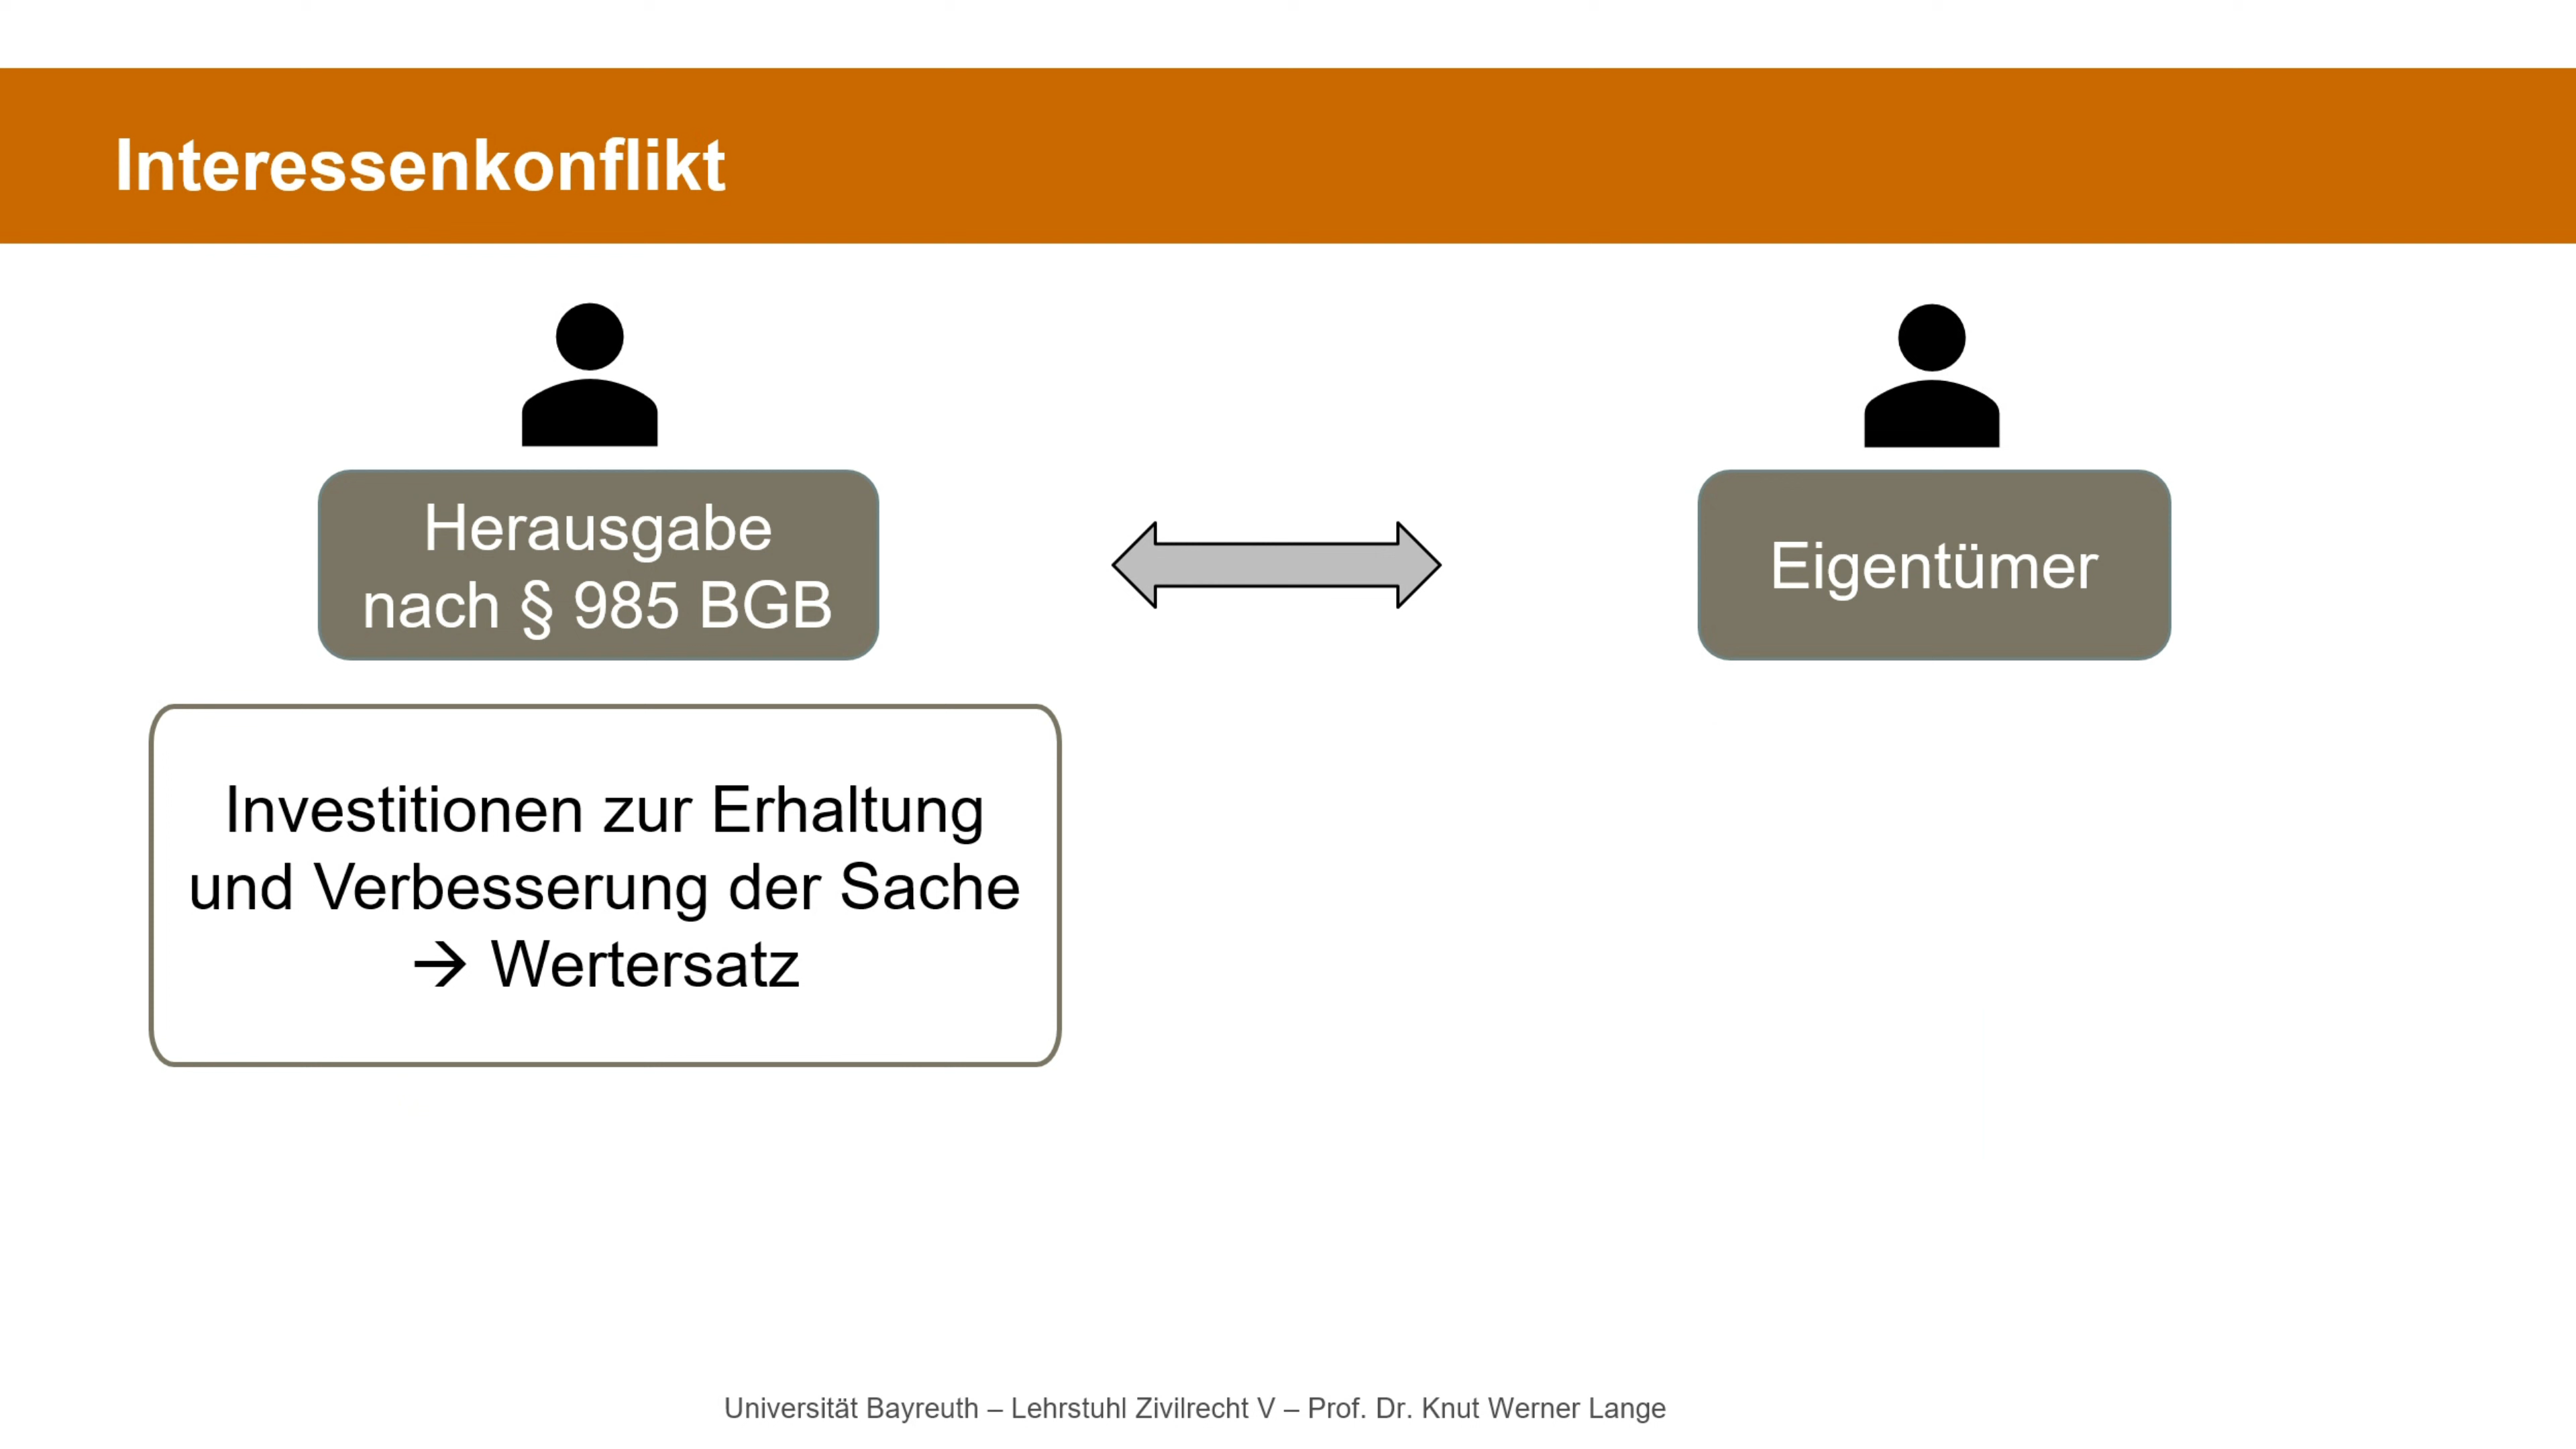 Interessenkonflikt
Herausgabe
nach § 985 BGB
Eigentümer
Investitionen zur Erhaltung
und Verbesserung der Sache
→ Wertersatz
Universität Bayreuth – Lehrstuhl Zivilrecht V – Prof. Dr. Knut Werner Lange